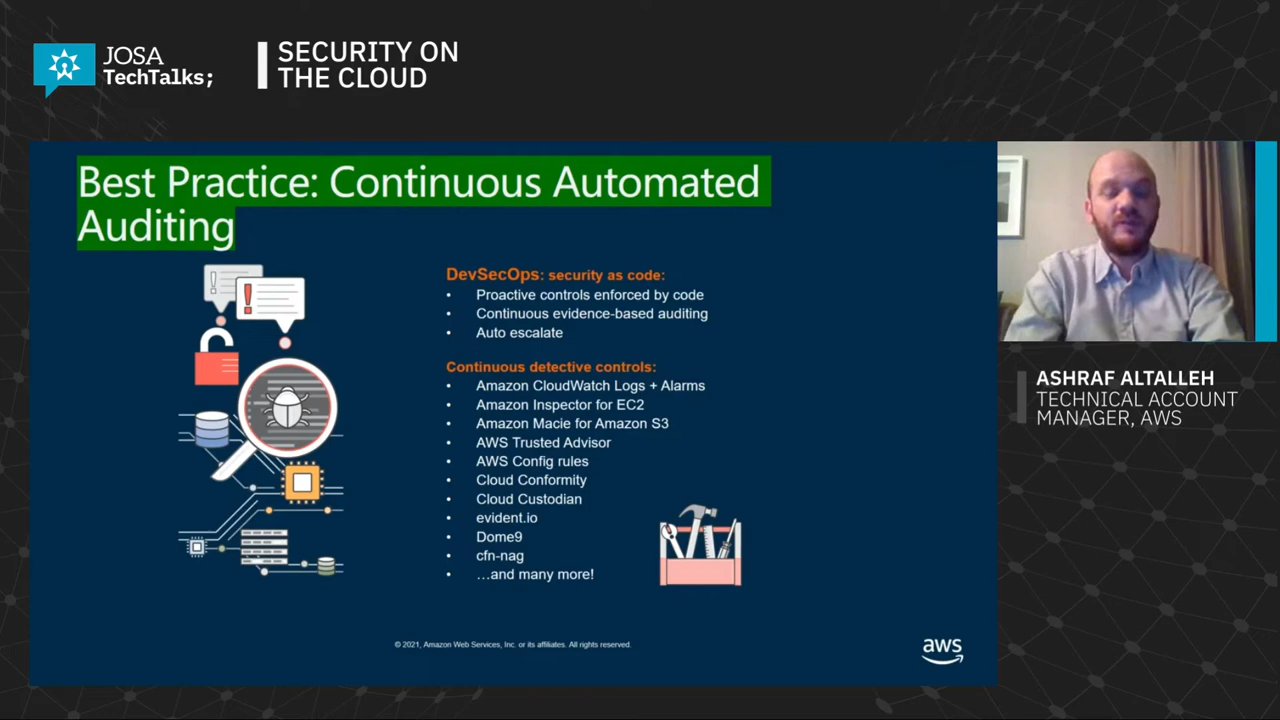 JOSA
TechTalks;
SECURITY ON
THE CLOUD
Best Practice: Continuous Automated
Auditing
DevSecOps: security as code:
• Proactive controls enforced by code
• Continuous evidence-based auditing
• Auto escalate
Continuous detective controls:
• Amazon CloudWatch Logs + Alarms
• Amazon Inspector for EC2
• Amazon Macie for Amazon S3
• AWS Trusted Advisor
• AWS Config rules
• Cloud Conformity
• Cloud Custodian
• evident.io
• Dome9
• cfn-nag
• …and many more!
© 2021, Amazon Web Services, Inc. or its affiliates. All rights reserved.
aws
ASHRAF ALTALLEH
TECHNICAL ACCOUNT
MANAGER, AWS